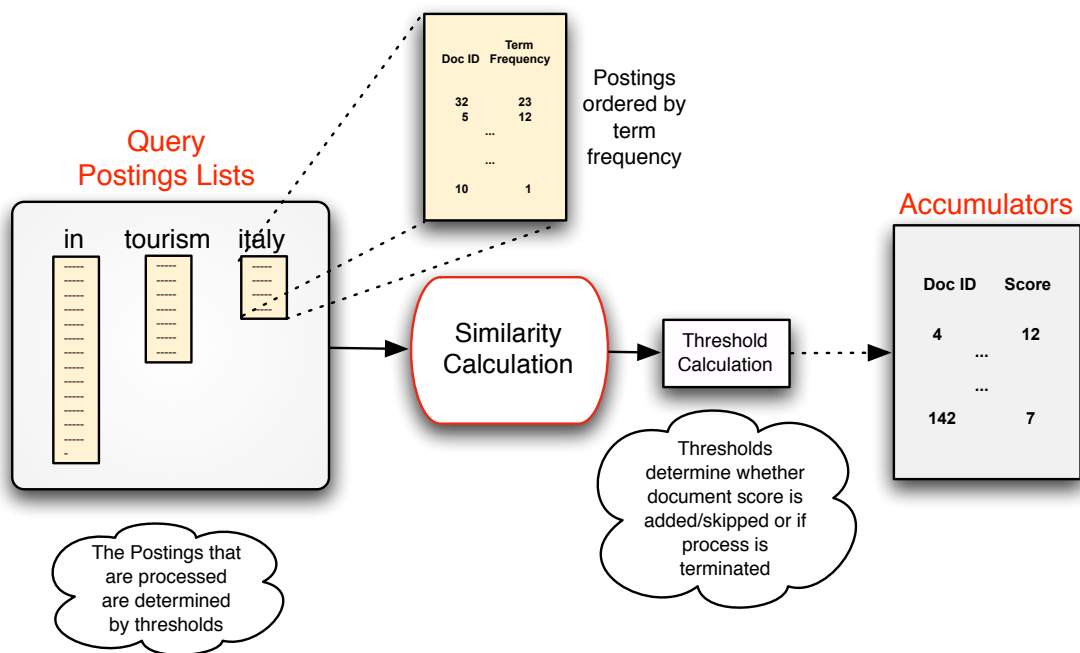 Term
Doc ID Frequency
32 23
5 12
...
...
10 1
Postings
ordered by
term
frequency
Query
Postings Lists
in tourism italy
Similarity
Calculation
Threshold
Calculation
Accumulators
Doc ID Score
4 12
...
...
142 7
The Postings that
are processed
are determined
by thresholds
Thresholds
determine whether
document score is
added/skipped or if
process is
terminated